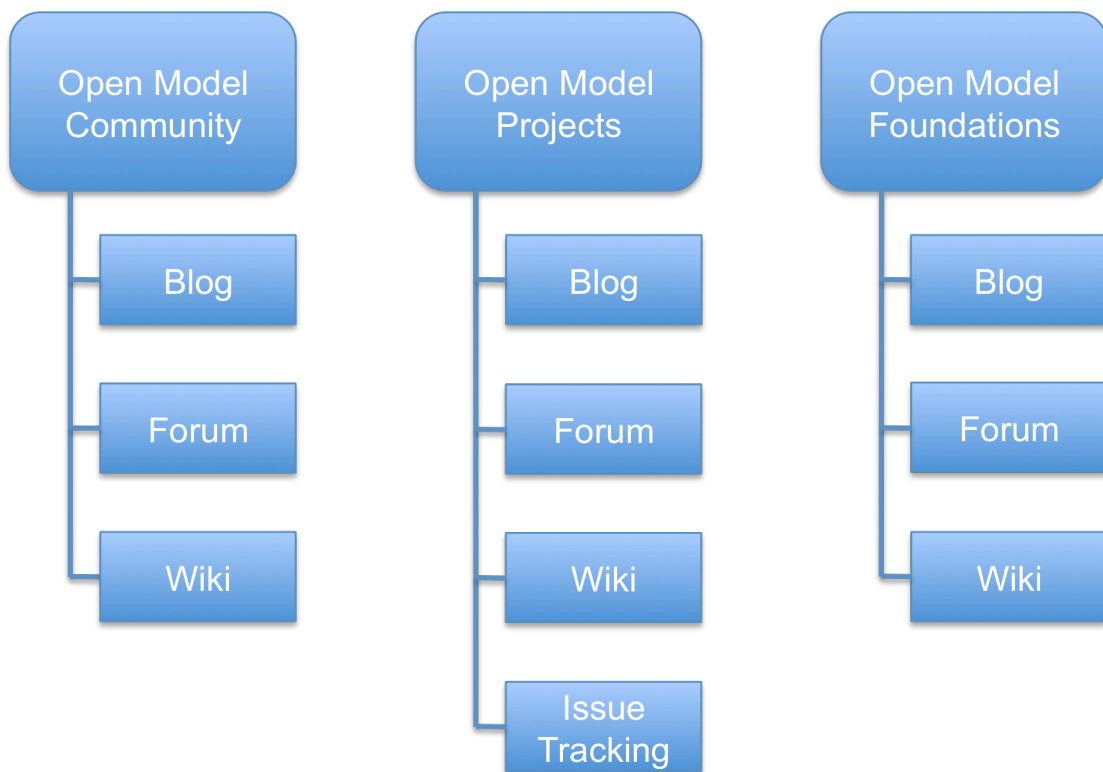 Open Model
Community
Blog
Forum
Wiki
Open Model
Projects
Blog
Forum
Wiki
Issue
Tracking
Open Model
Foundations
Blog
Forum
Wiki